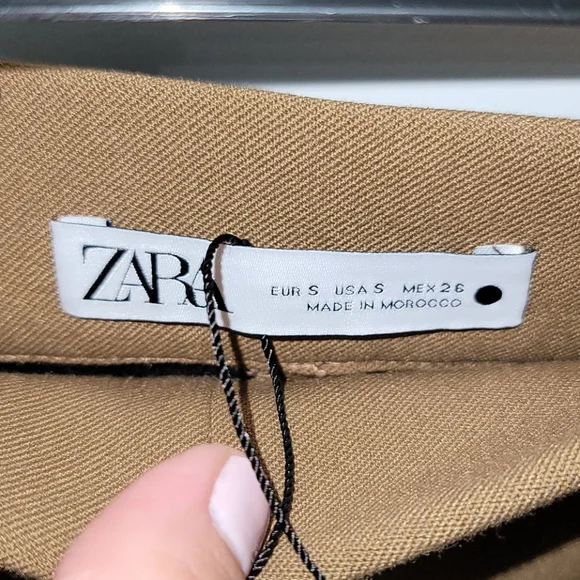 ZARA
EUR S USA S MEX 26
MADE IN MOROCCO